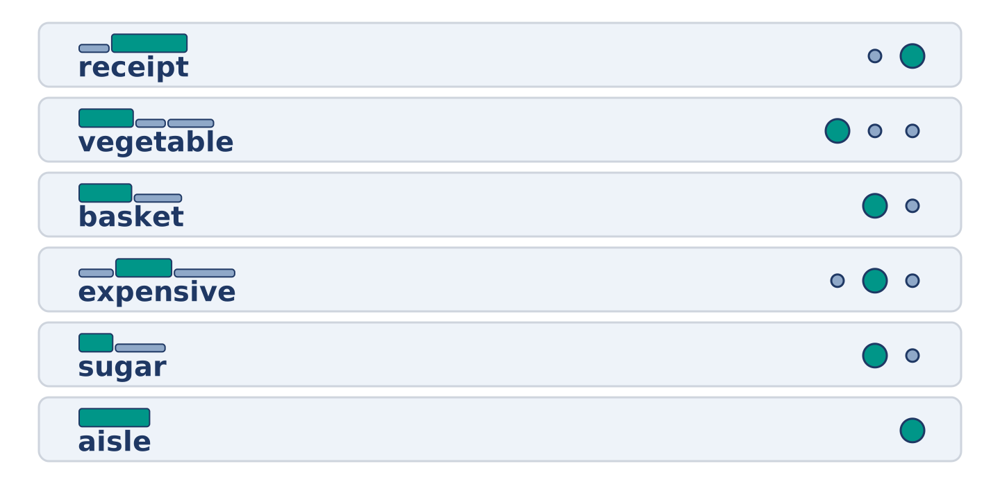 receipt
vegetable
basket
expensive
sugar
aisle